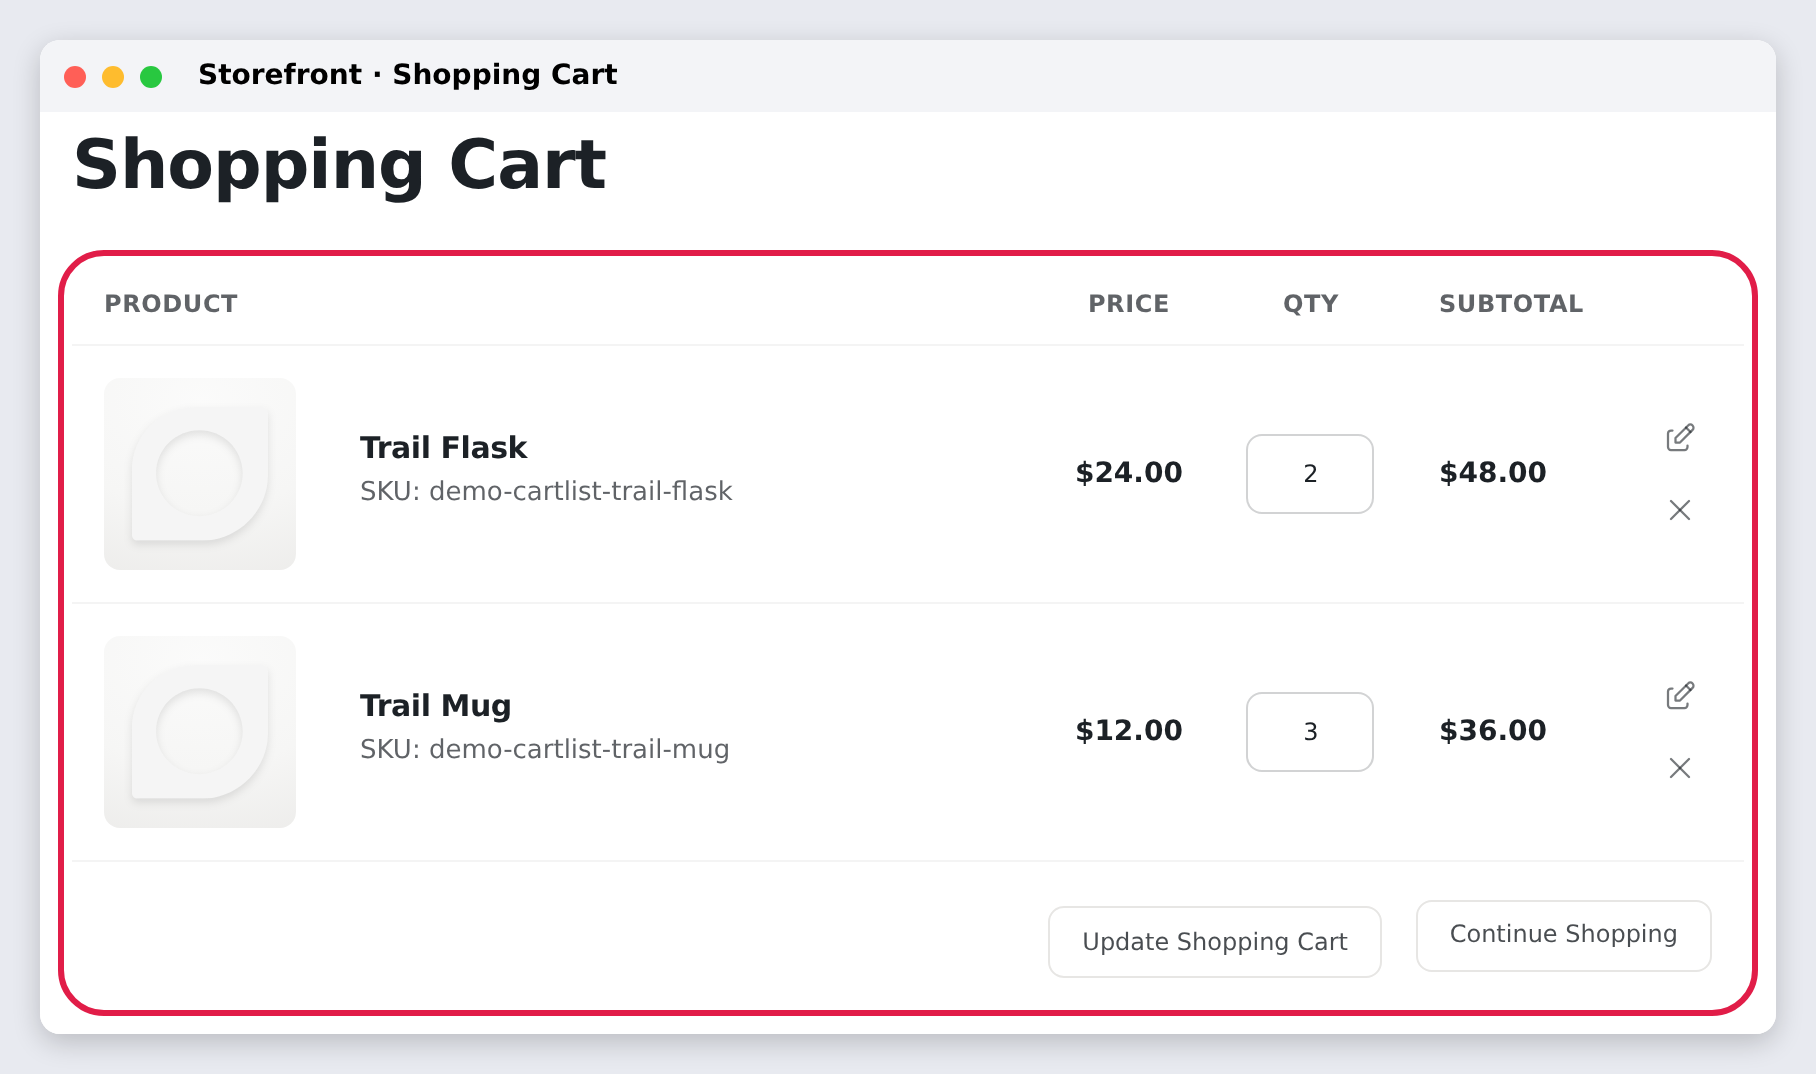 Storefront · Shopping Cart
Shopping Cart
PRODUCT PRICE QTY SUBTOTAL
Trail Flask
SKU: demo-cartlist-trail-flask
$24.00 2 $48.00
Trail Mug
SKU: demo-cartlist-trail-mug
$12.00 3 $36.00
Update Shopping Cart Continue Shopping